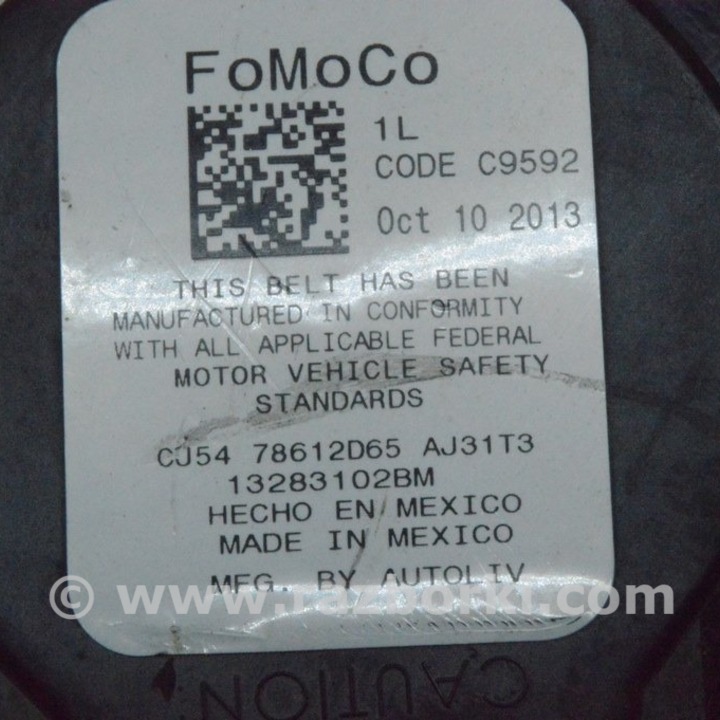 FoMoCo
1L
CODE C9592
Oct 10 2013
THIS BELT HAS BEEN
MANUFACTURED IN CONFORMITY
WITH ALL APPLICABLE FEDERAL
MOTOR VEHICLE SAFETY
STANDARDS
CJ54 78612D65 AJ31T3
13283102BM
HECHO EN MEXICO
MADE IN MEXICO
MFG. BY AUTOLIV
© www.razborki.com
CAUTION